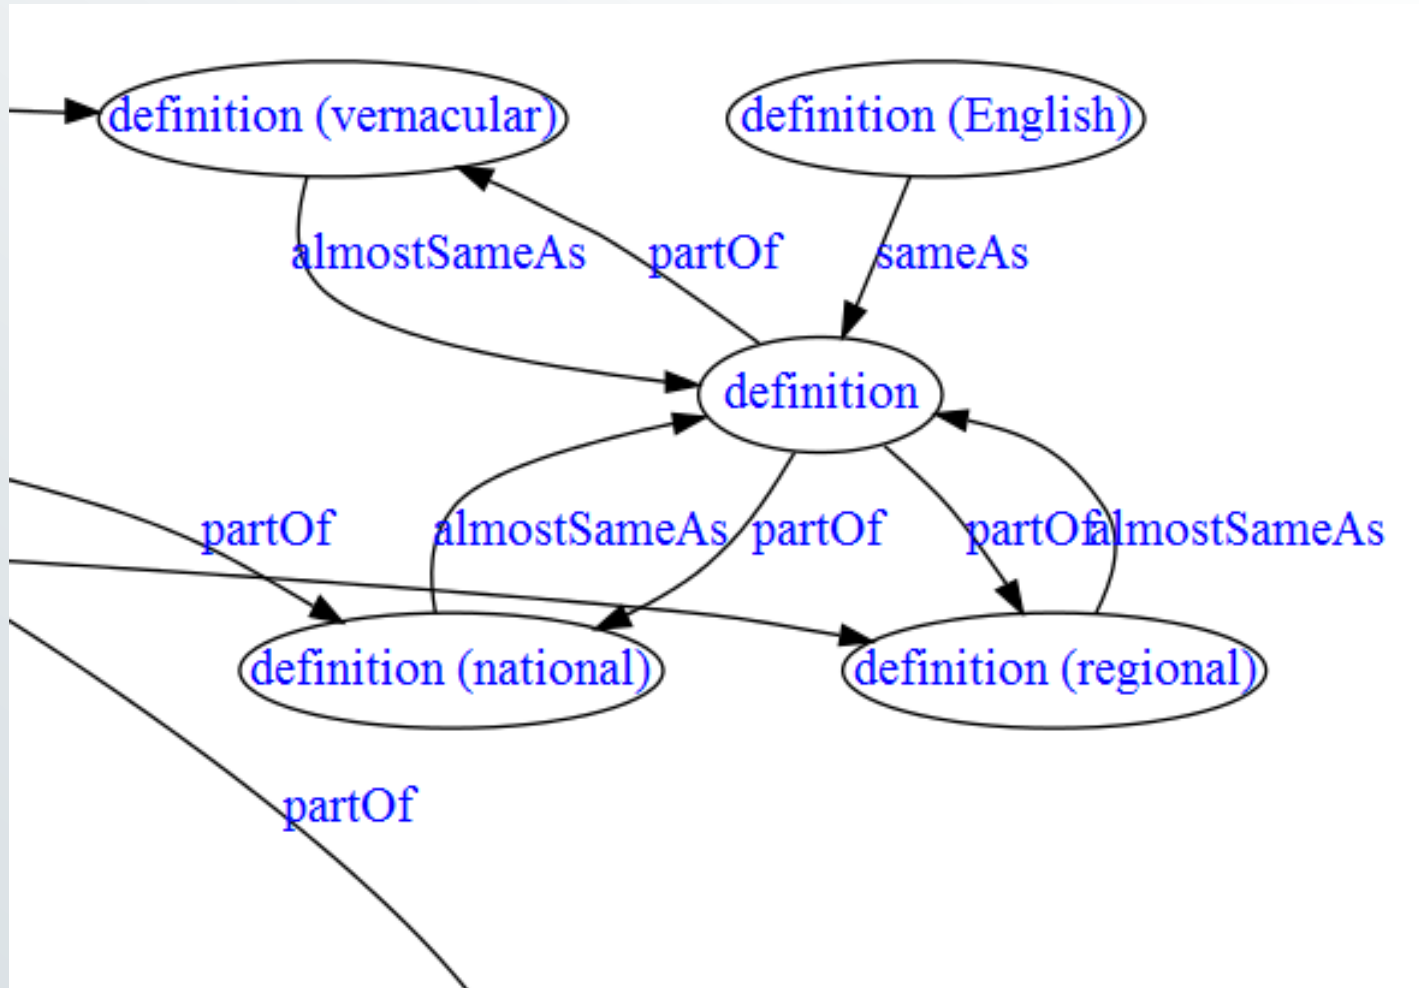 definition (vernacular)
definition (English)
almostSameAs
partOf
sameAs
definition
partOf
almostSameAs
partOf
partOf
almostSameAs
definition (national)
definition (regional)
partOf